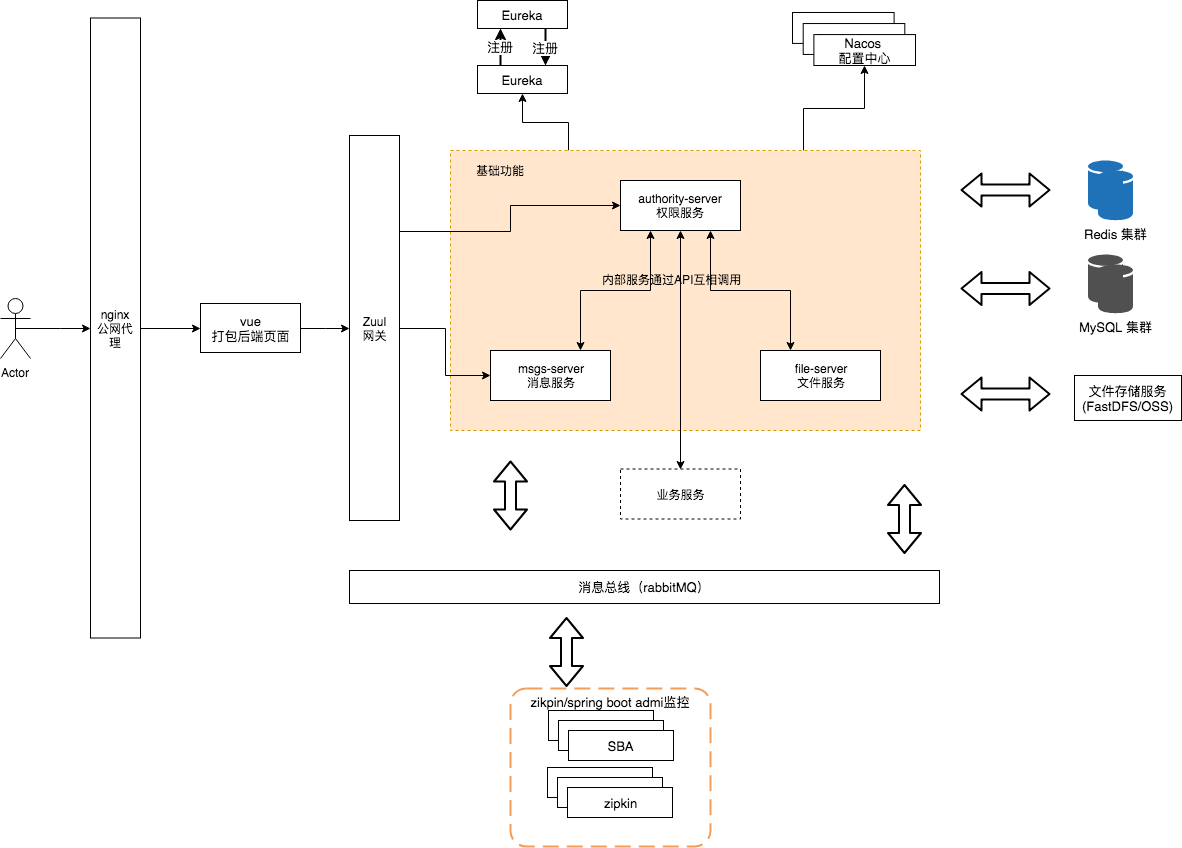 Eureka
注册
注册
Eureka
Nacos
配置中心
基础功能
authority-server
权限服务
Redis 集群
内部服务通过API互相调用
nginx
公网代
理
vue
打包后端页面
Zuul
网关
MySQL 集群
Actor
msgs-server
消息服务
file-server
文件服务
文件存储服务
(FastDFS/OSS)
业务服务
消息总线（rabbitMQ）
zikpin/spring boot admi监控
SBA
zipkin